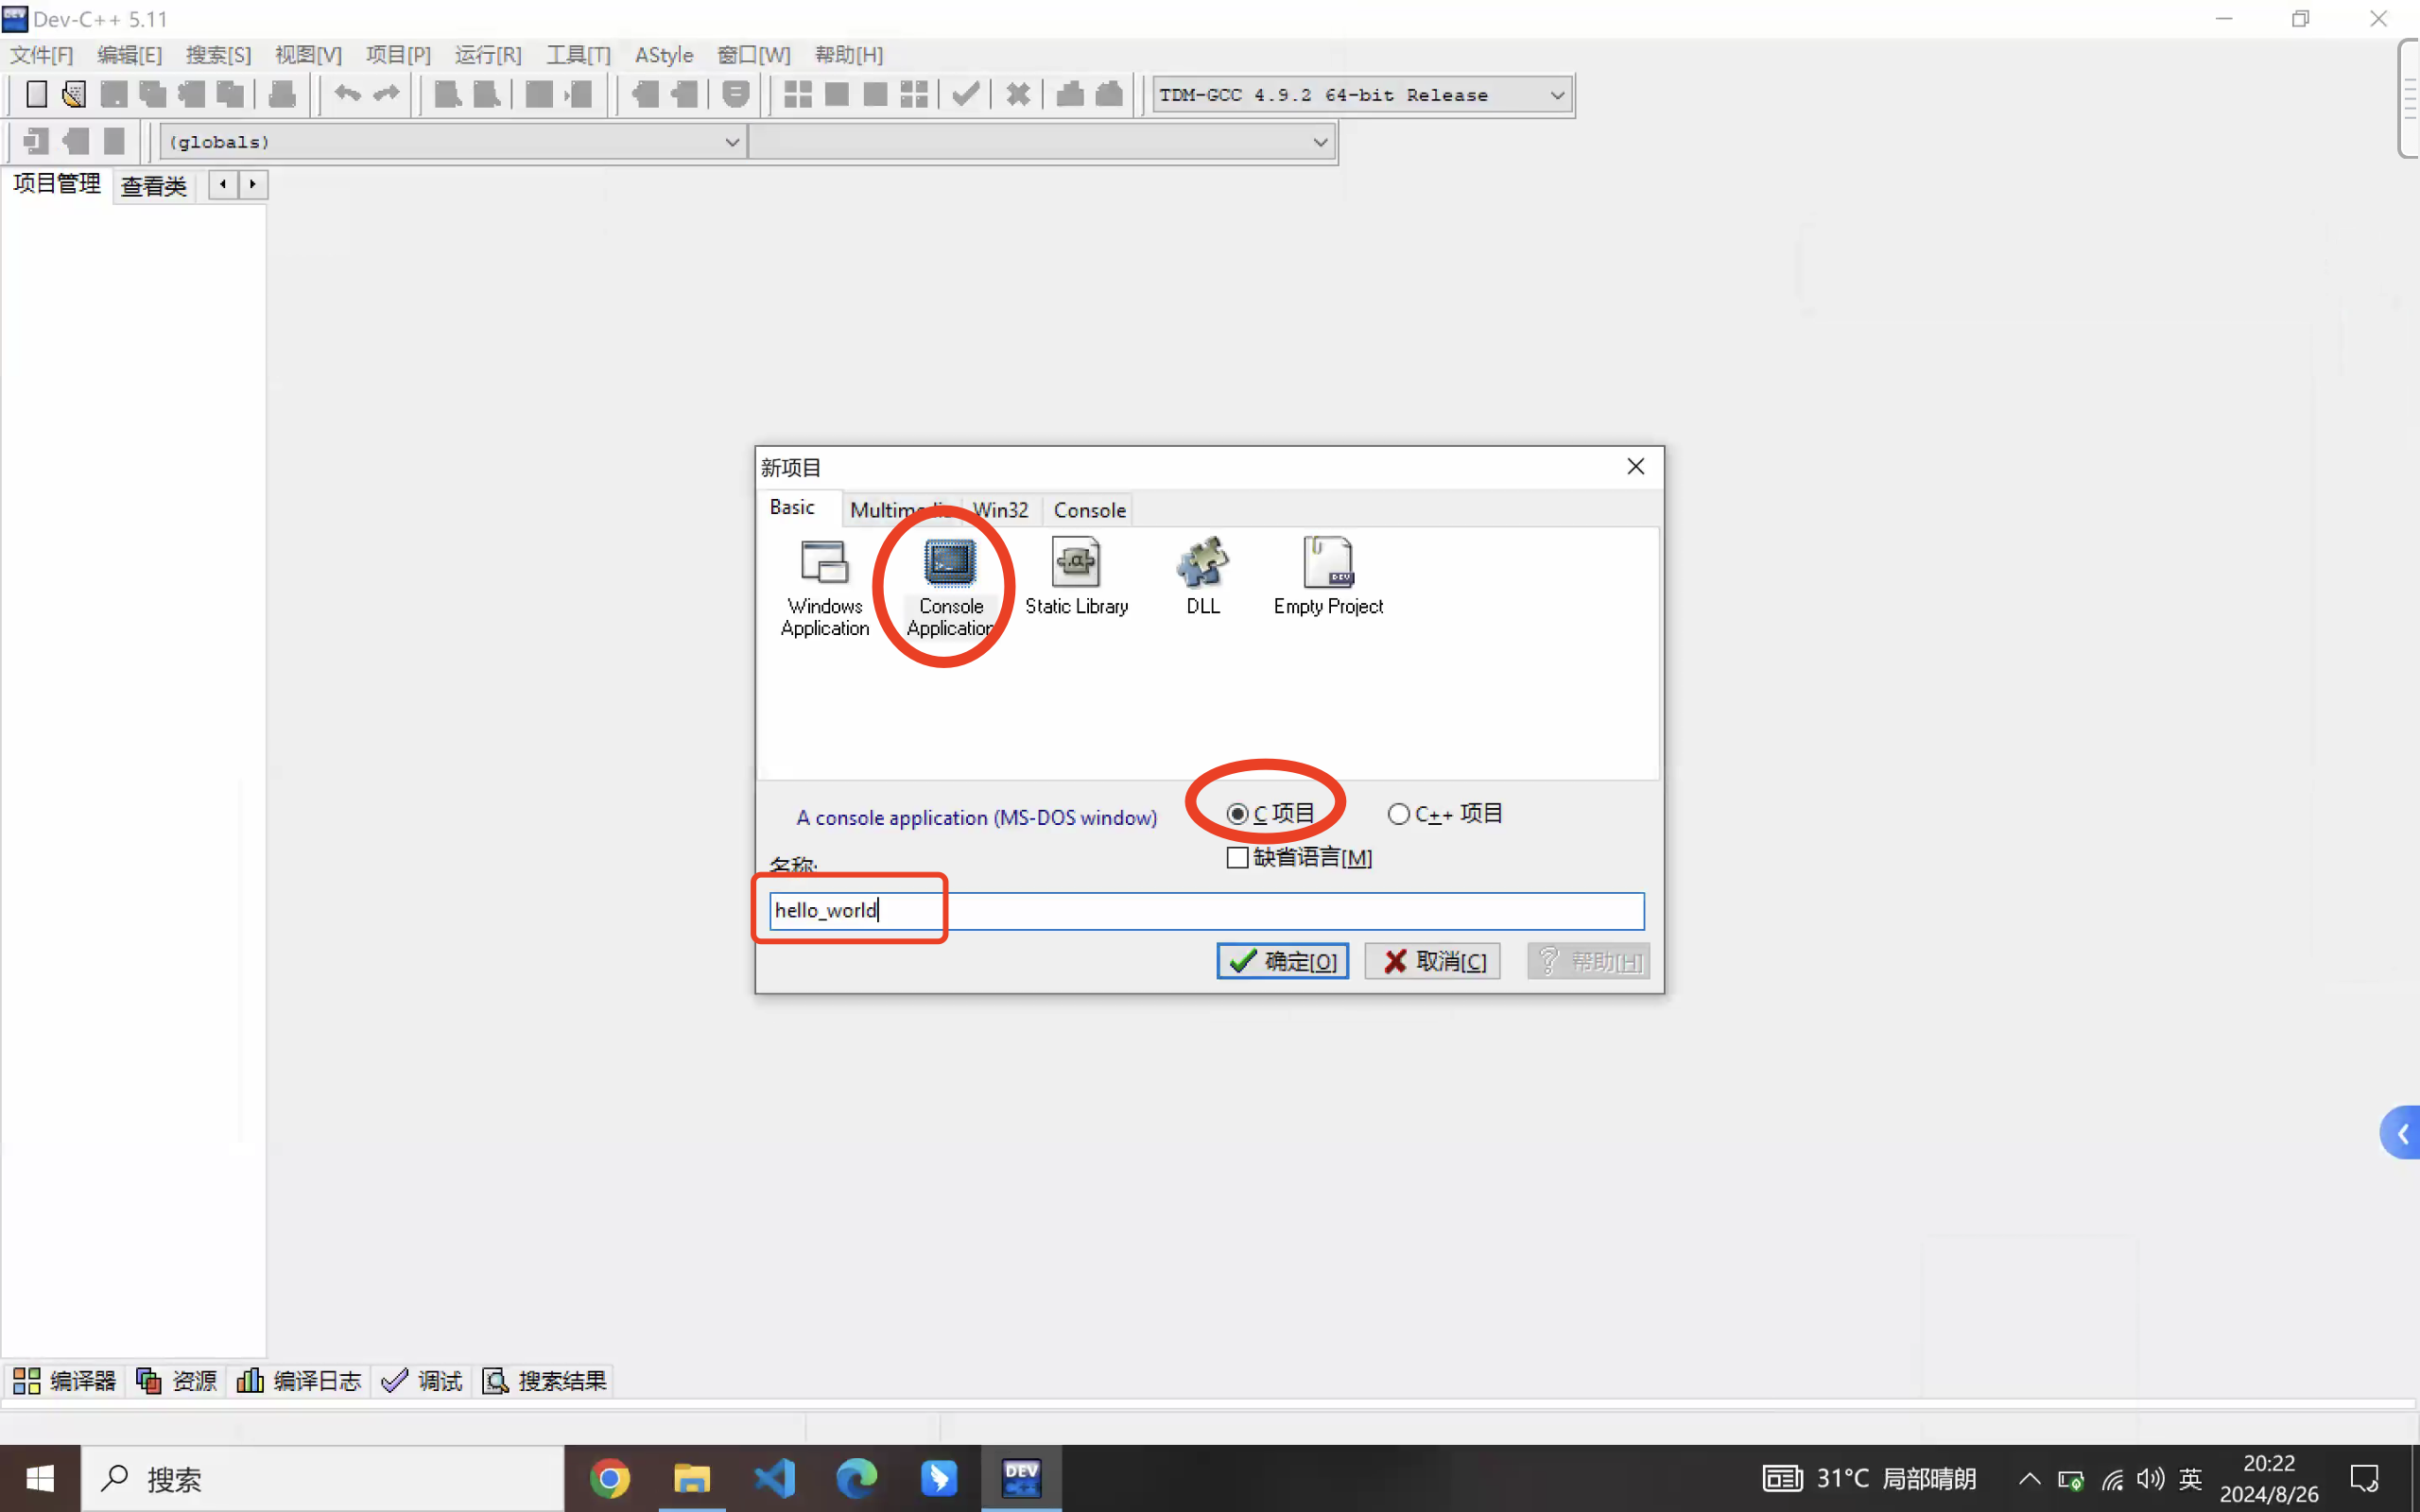 Dev-C++ 5.11
文件[F] 编辑[E] 搜索[S] 视图[V] 项目[P] 运行[R] 工具[T] AStyle 窗口[W] 帮助[H]
TDM-GCC 4.9.2 64-bit Release
(globals)
项目管理 查看类
新项目
Basic Multimedia Win32 Console
Windows Application
Console Application
Static Library
DLL
Empty Project
A console application (MS-DOS window)
C 项目 C++ 项目
缺省语言[M]
名称:
hello_world
确定[O] 取消[C] 帮助[H]
编译器 资源 编译日志 调试 搜索结果
搜索
DEV C++
31°C 局部晴朗
英
20:22
2024/8/26